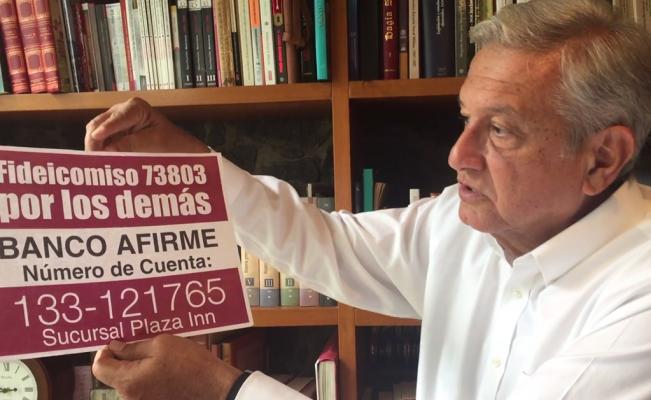 Fideicomiso 73803
por los demás
BANCO AFIRME
Número de Cuenta:
133-121765
Sucursal Plaza Inn